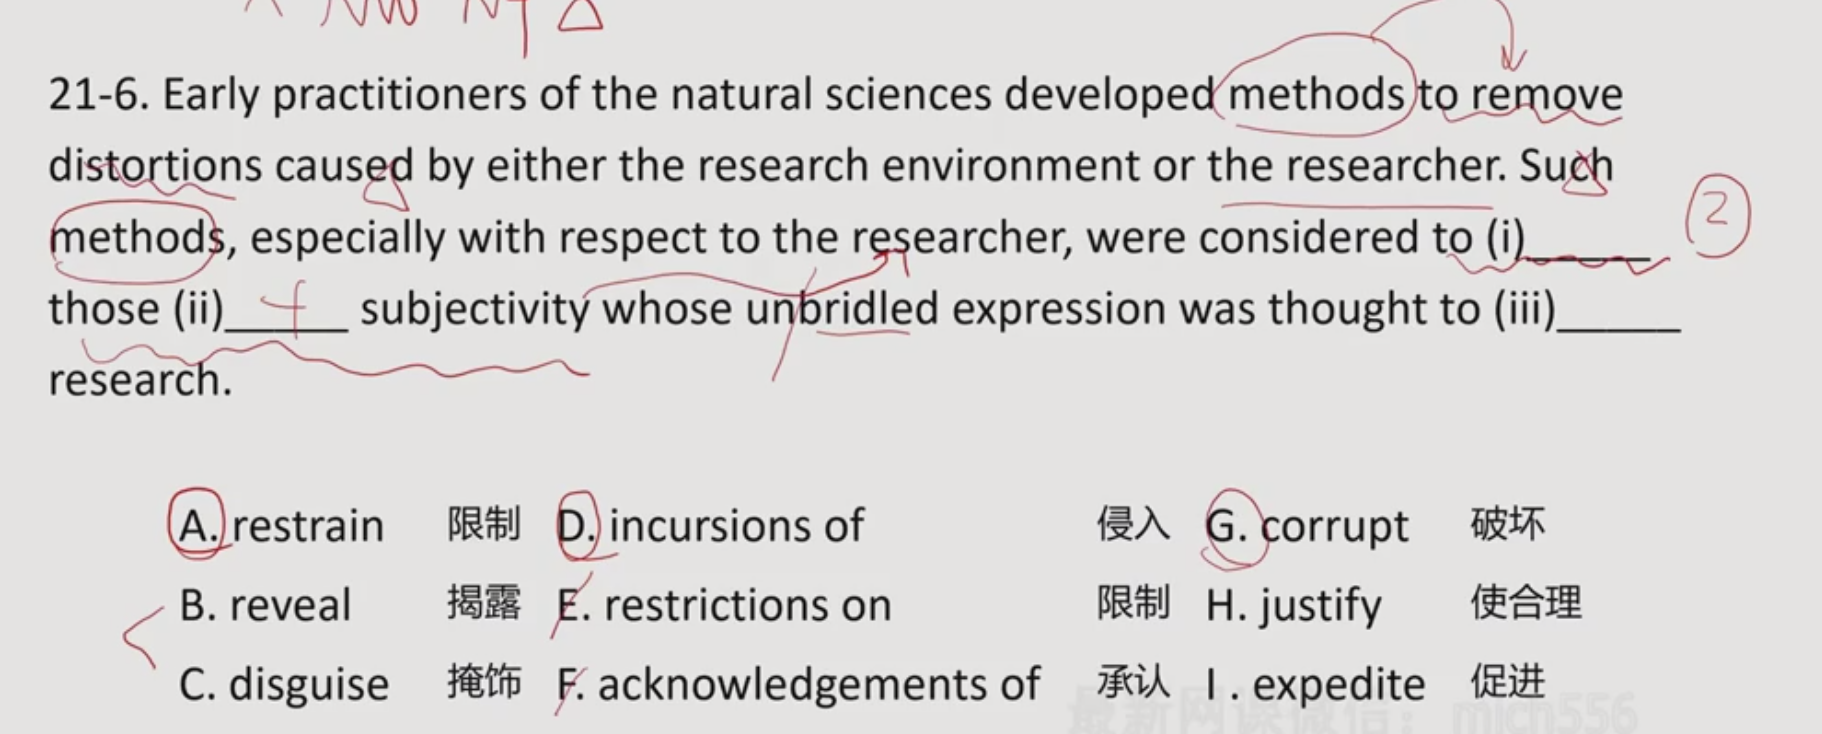 21-6. Early practitioners of the natural sciences developed methods to remove
distortions caused by either the research environment or the researcher. Such
methods, especially with respect to the researcher, were considered to (i)_____ ②
those (ii)_____ subjectivity whose unbridled expression was thought to (iii)_____
research.
A. restrain 限制 D. incursions of 侵入 G. corrupt 破坏
B. reveal 揭露 E. restrictions on 限制 H. justify 使合理
C. disguise 掩饰 F. acknowledgements of 承认 I . expedite 促进
最新网课微信：mjch556